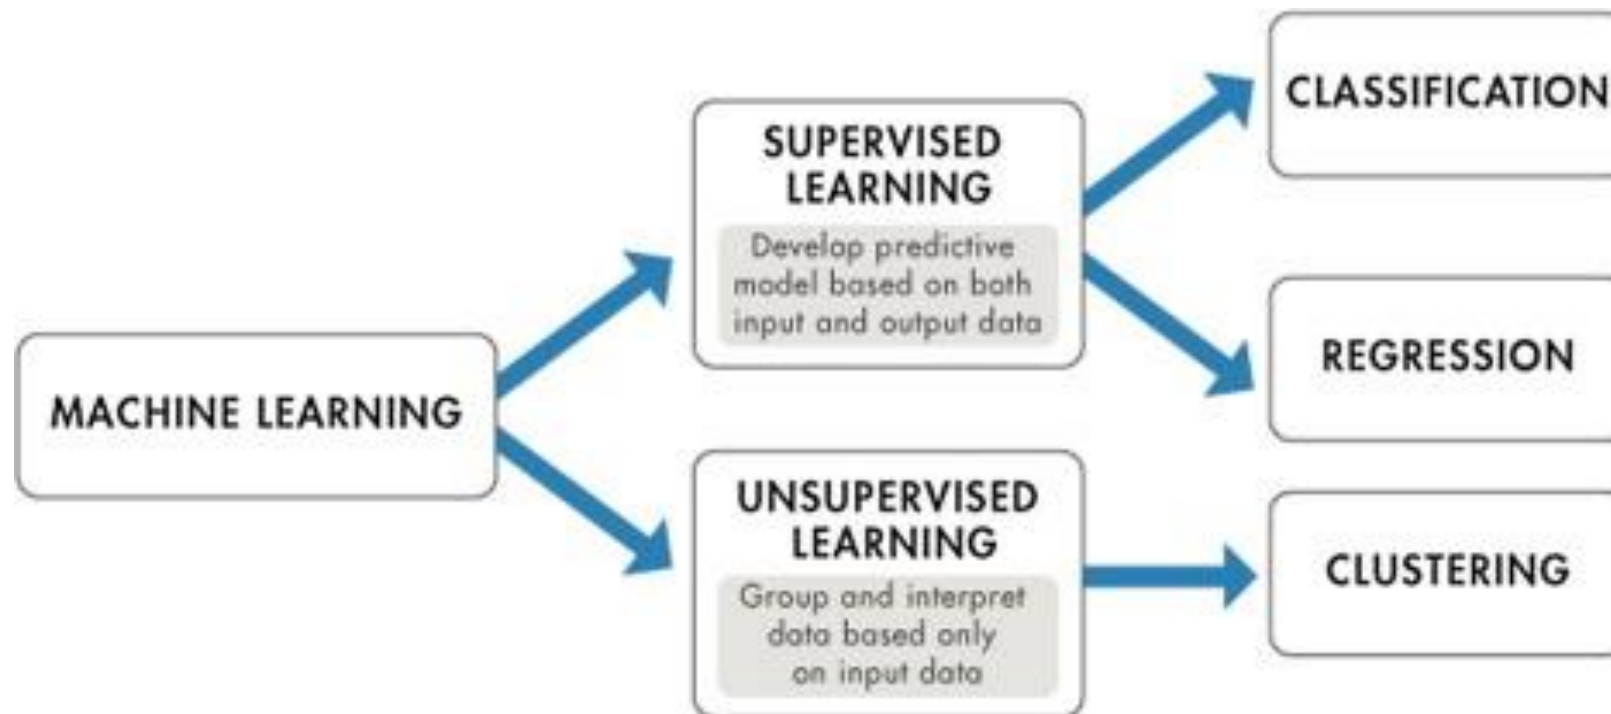 MACHINE LEARNING
SUPERVISED
LEARNING
Develop predictive
model based on both
input and output data
CLASSIFICATION
REGRESSION
UNSUPERVISED
LEARNING
Group and interpret
data based only
on input data
CLUSTERING